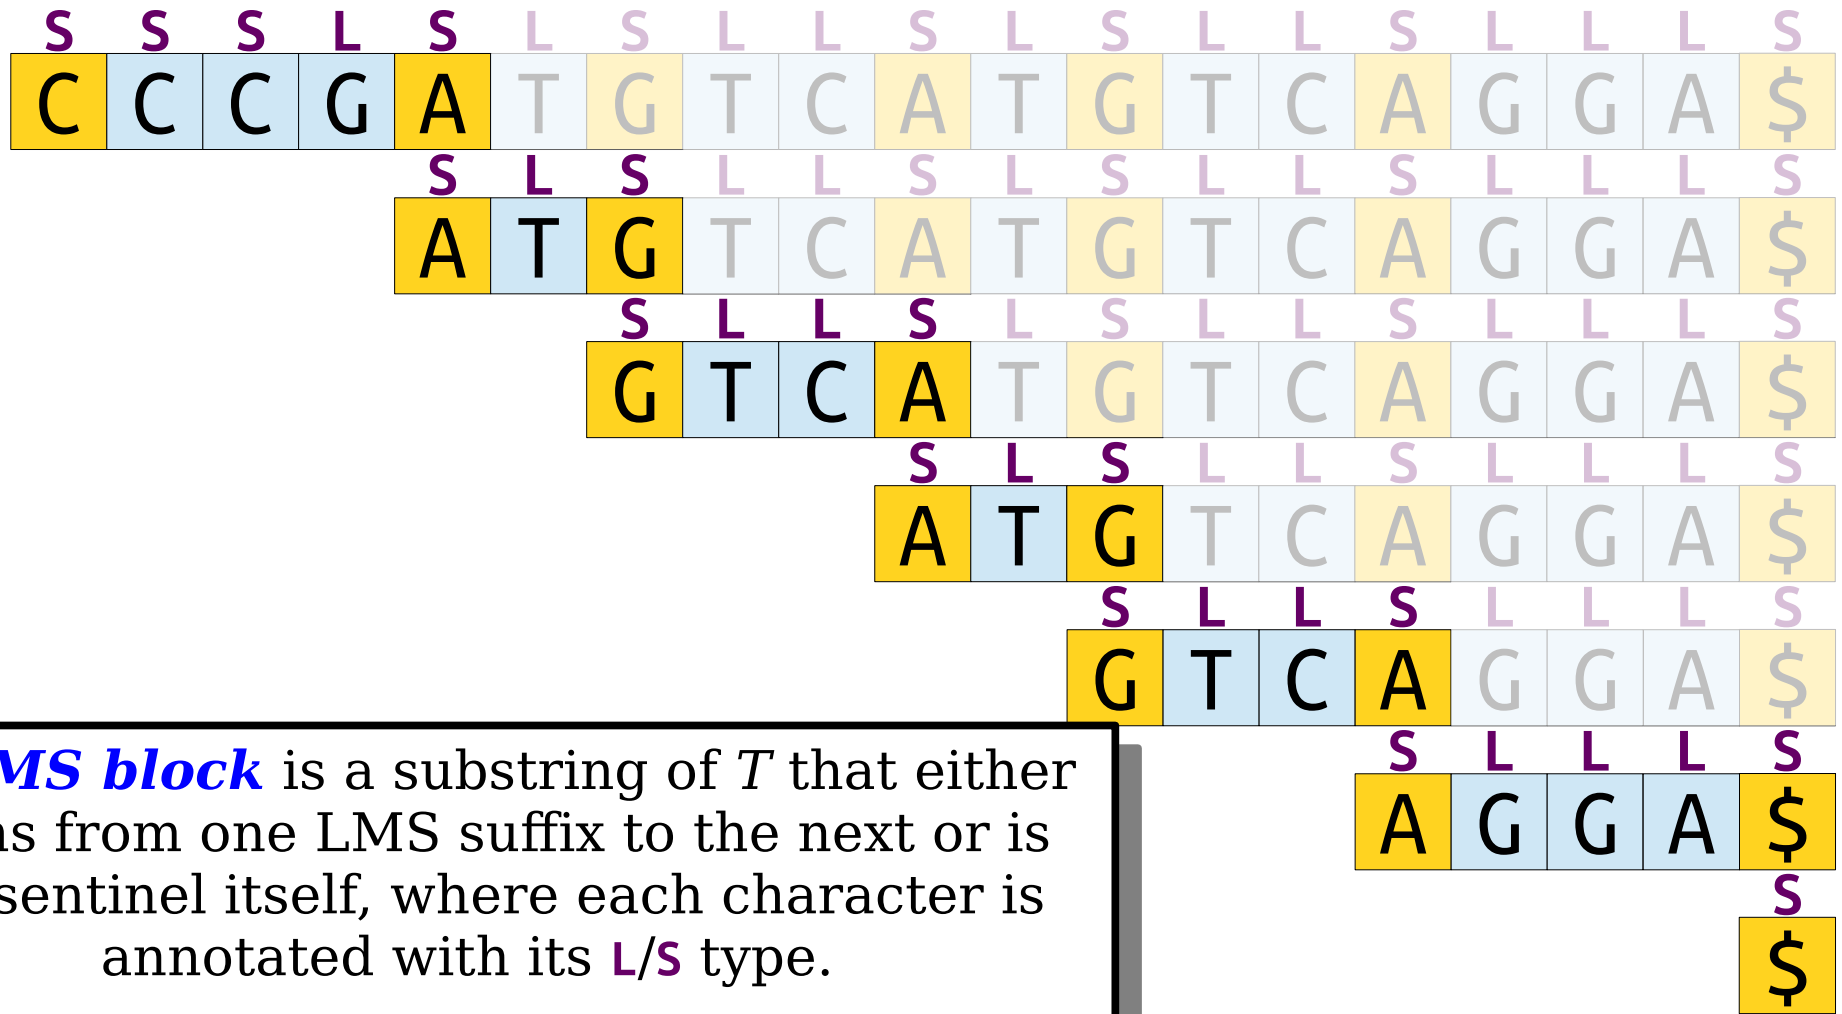 S S S L S L S L L S L S L L S L L L S
C C C G A T G T C A T G T C A G G A $
S L S L L S L S L L S L L L S
A T G T C A T G T C A G G A $
S L L S L S L L S L L L S
G T C A T G T C A G G A $
S L S L L S L L L S
A T G T C A G G A $
S L L S L L L S
G T C A G G A $
S L L L S
A G G A $
S
$
MS block is a substring of T that either
from one LMS suffix to the next or is
sentinel itself, where each character is
annotated with its L/S type.